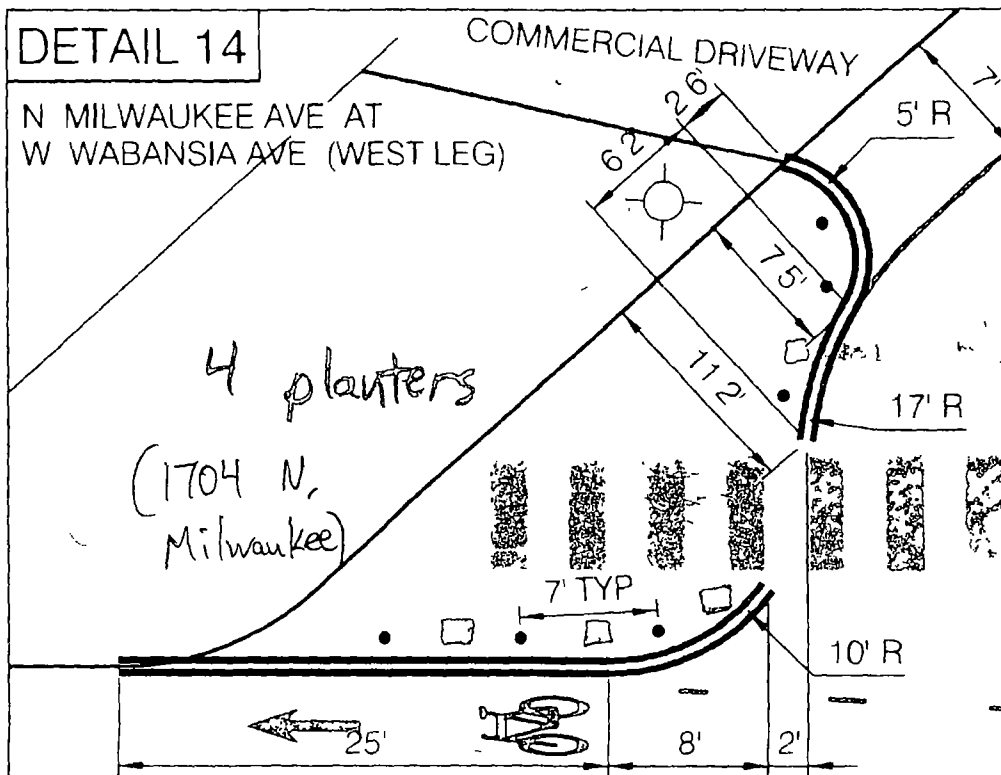 DETAIL 14
COMMERCIAL DRIVEWAY
N MILWAUKEE AVE AT
W WABANSIA AVE (WEST LEG)
7'
5' R
2 6'
6 2'
7 5'
11 2'
4 planters
(1704 N.
Milwaukee)
17' R
7' TYP
10' R
25'
8'
2'